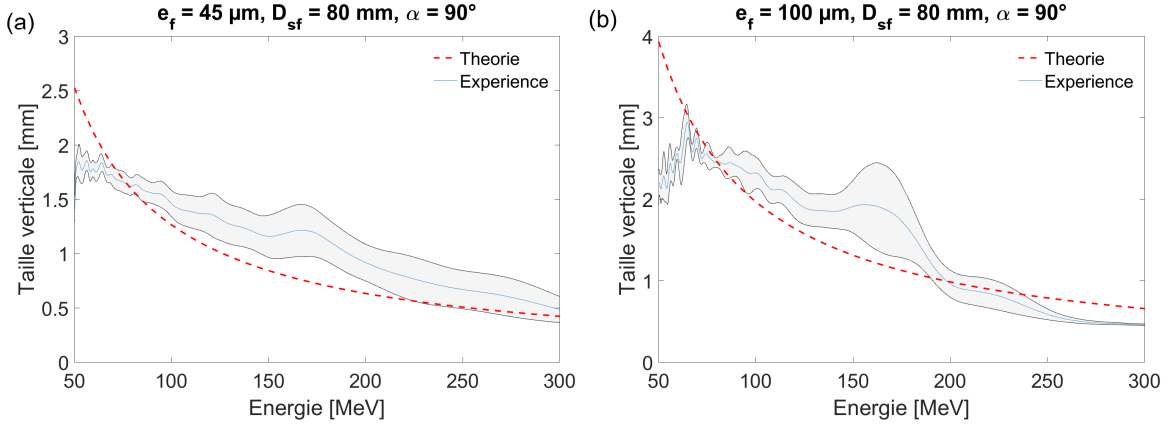 (a)
e_f = 45 µm, D_sf = 80 mm, α = 90°
3
2.5
2
1.5
1
0.5
0
Taille verticale [mm]
Theorie
Experience
50 100 150 200 250 300
Energie [MeV]
(b)
e_f = 100 µm, D_sf = 80 mm, α = 90°
4
3
2
1
0
Taille verticale [mm]
Theorie
Experience
50 100 150 200 250 300
Energie [MeV]